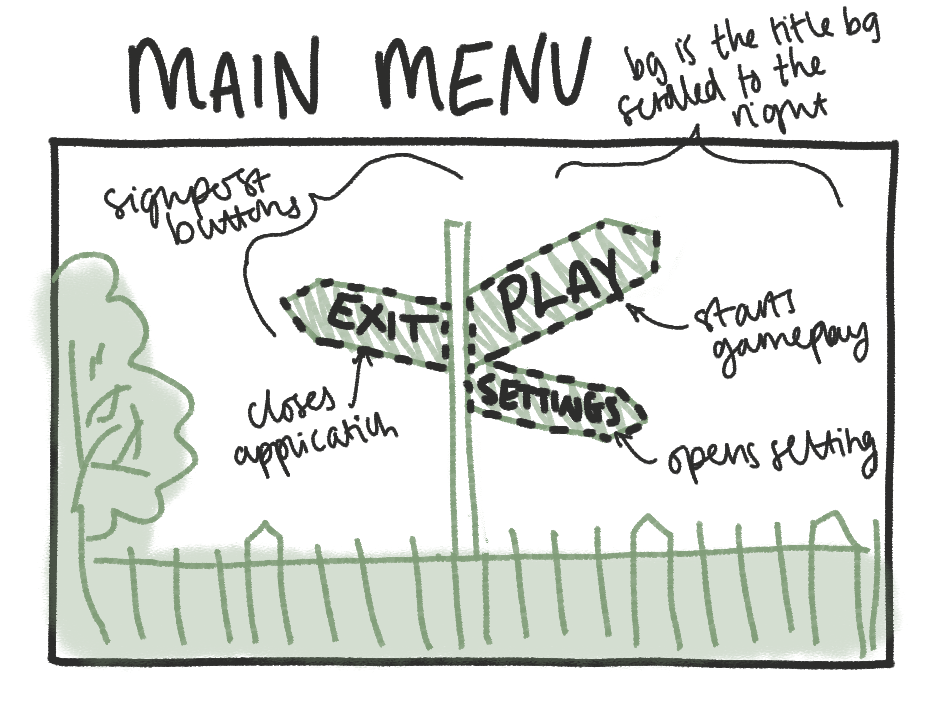 MAIN MENU
bg is the title bg
scrolled to the
right
signpost
buttons
EXIT
PLAY
SETTINGS
starts
gameplay
closes
application
opens setting